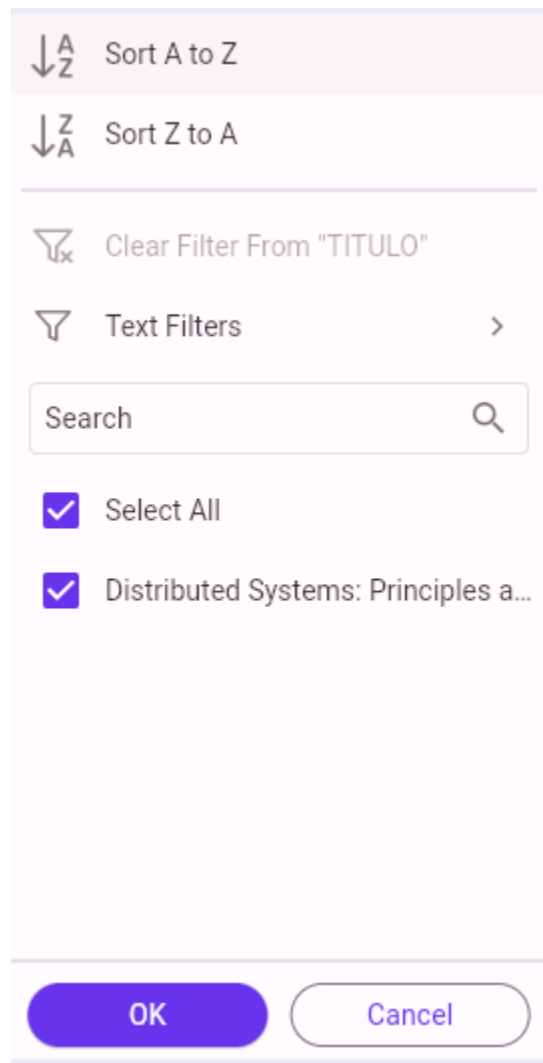 Sort A to Z
Sort Z to A
Clear Filter From "TITULO"
Text Filters
Search
Select All
Distributed Systems: Principles a...
OK
Cancel